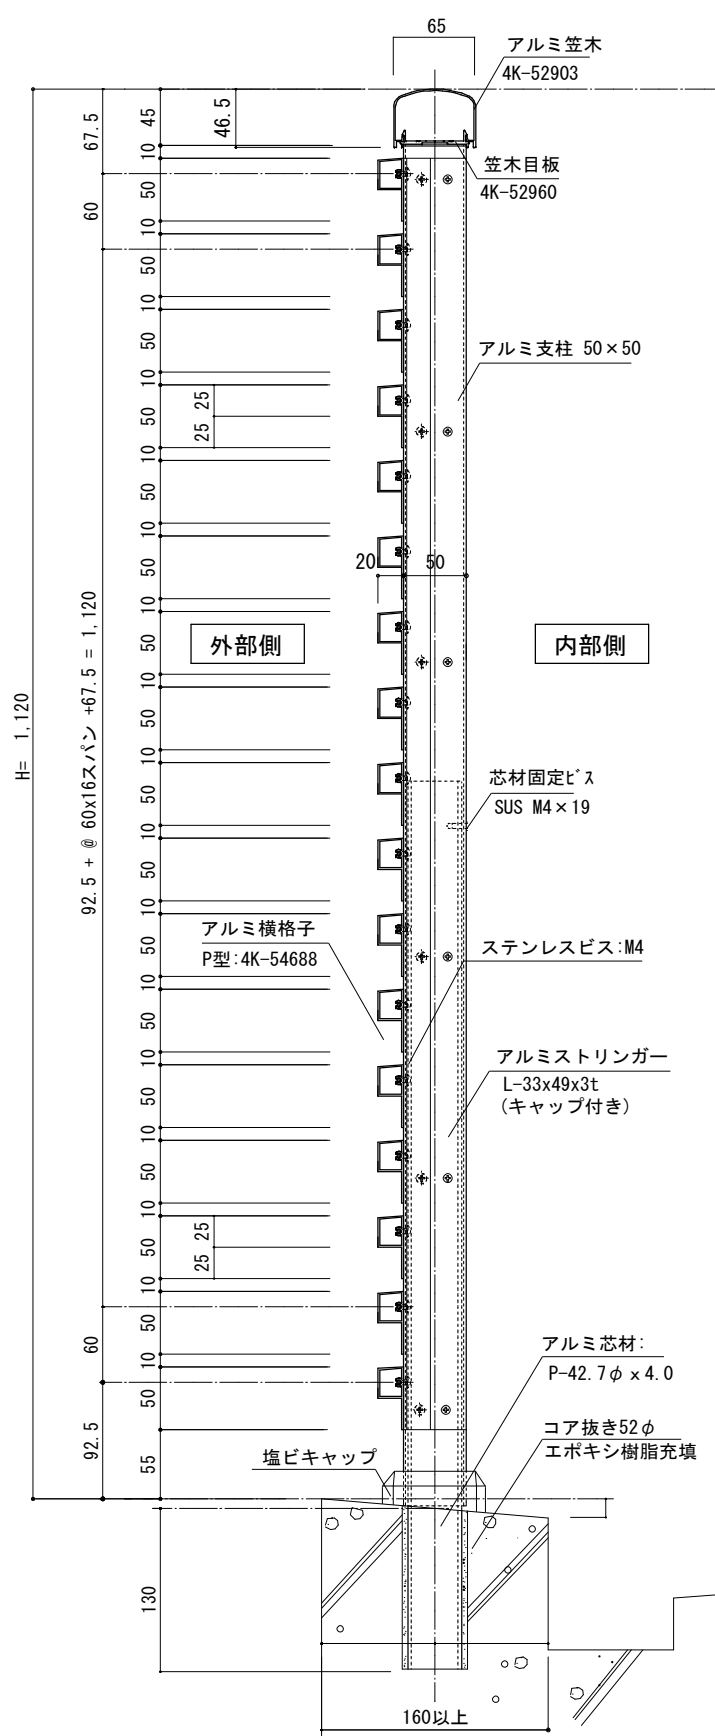 65
アルミ笠木
4K-52903
67.5
45
46.5
10
笠木目板
4K-52960
50
60
10
50
10
50
アルミ支柱 50×50
10
50
25
25
10
50
10
50
20
50
10
50
外部側
内部側
10
50
H= 1,120
92.5 + @ 60x16スパン +67.5 = 1,120
10
50
芯材固定ビス
SUS M4×19
10
50
10
50
アルミ横格子
P型:4K-54688
ステンレスビス:M4
10
50
10
50
アルミストリンガー
L-33x49x3t
(キャップ付き)
10
50
10
50
25
25
10
50
60
10
50
アルミ芯材:
P-42.7φ x 4.0
92.5
55
コア抜き52φ
エポキシ樹脂充填
塩ビキャップ
130
160以上